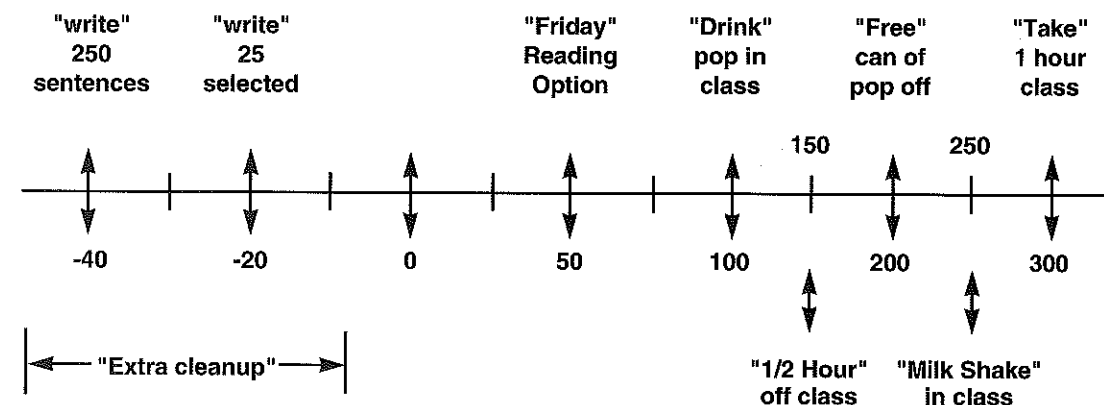 "write"
250
sentences
"write"
25
selected
"Friday"
Reading
Option
"Drink"
pop in
class
"Free"
can of
pop off
"Take"
1 hour
class
150
250
-40
-20
0
50
100
200
300
"Extra cleanup"
"1/2 Hour"
off class
"Milk Shake"
in class